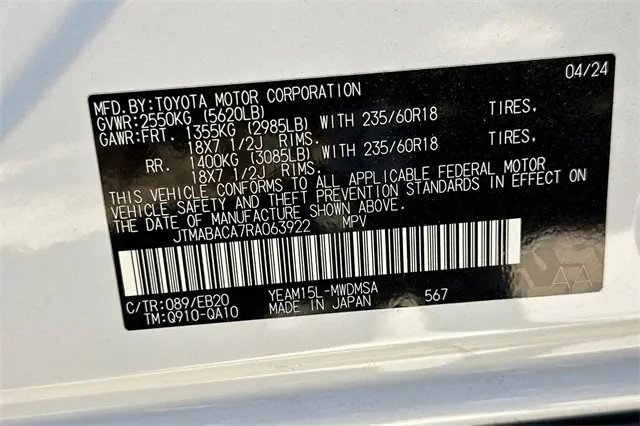 04/24
MFD.BY:TOYOTA MOTOR CORPORATION
GVWR:2550KG (5620LB)
GAWR:FRT. 1355KG (2985LB) WITH 235/60R18 TIRES,
18X7 1/2J RIMS.
RR. 1400KG (3085LB) WITH 235/60R18 TIRES,
18X7 1/2J RIMS.
THIS VEHICLE CONFORMS TO ALL APPLICABLE FEDERAL MOTOR
VEHICLE SAFETY AND THEFT PREVENTION STANDARDS IN EFFECT ON
THE DATE OF MANUFACTURE SHOWN ABOVE.
JTMABACA7RA063922 MPV
C/TR:089/EB20 YEAM15L-MWDMSA 567 AA
TM:Q910-QA10 MADE IN JAPAN